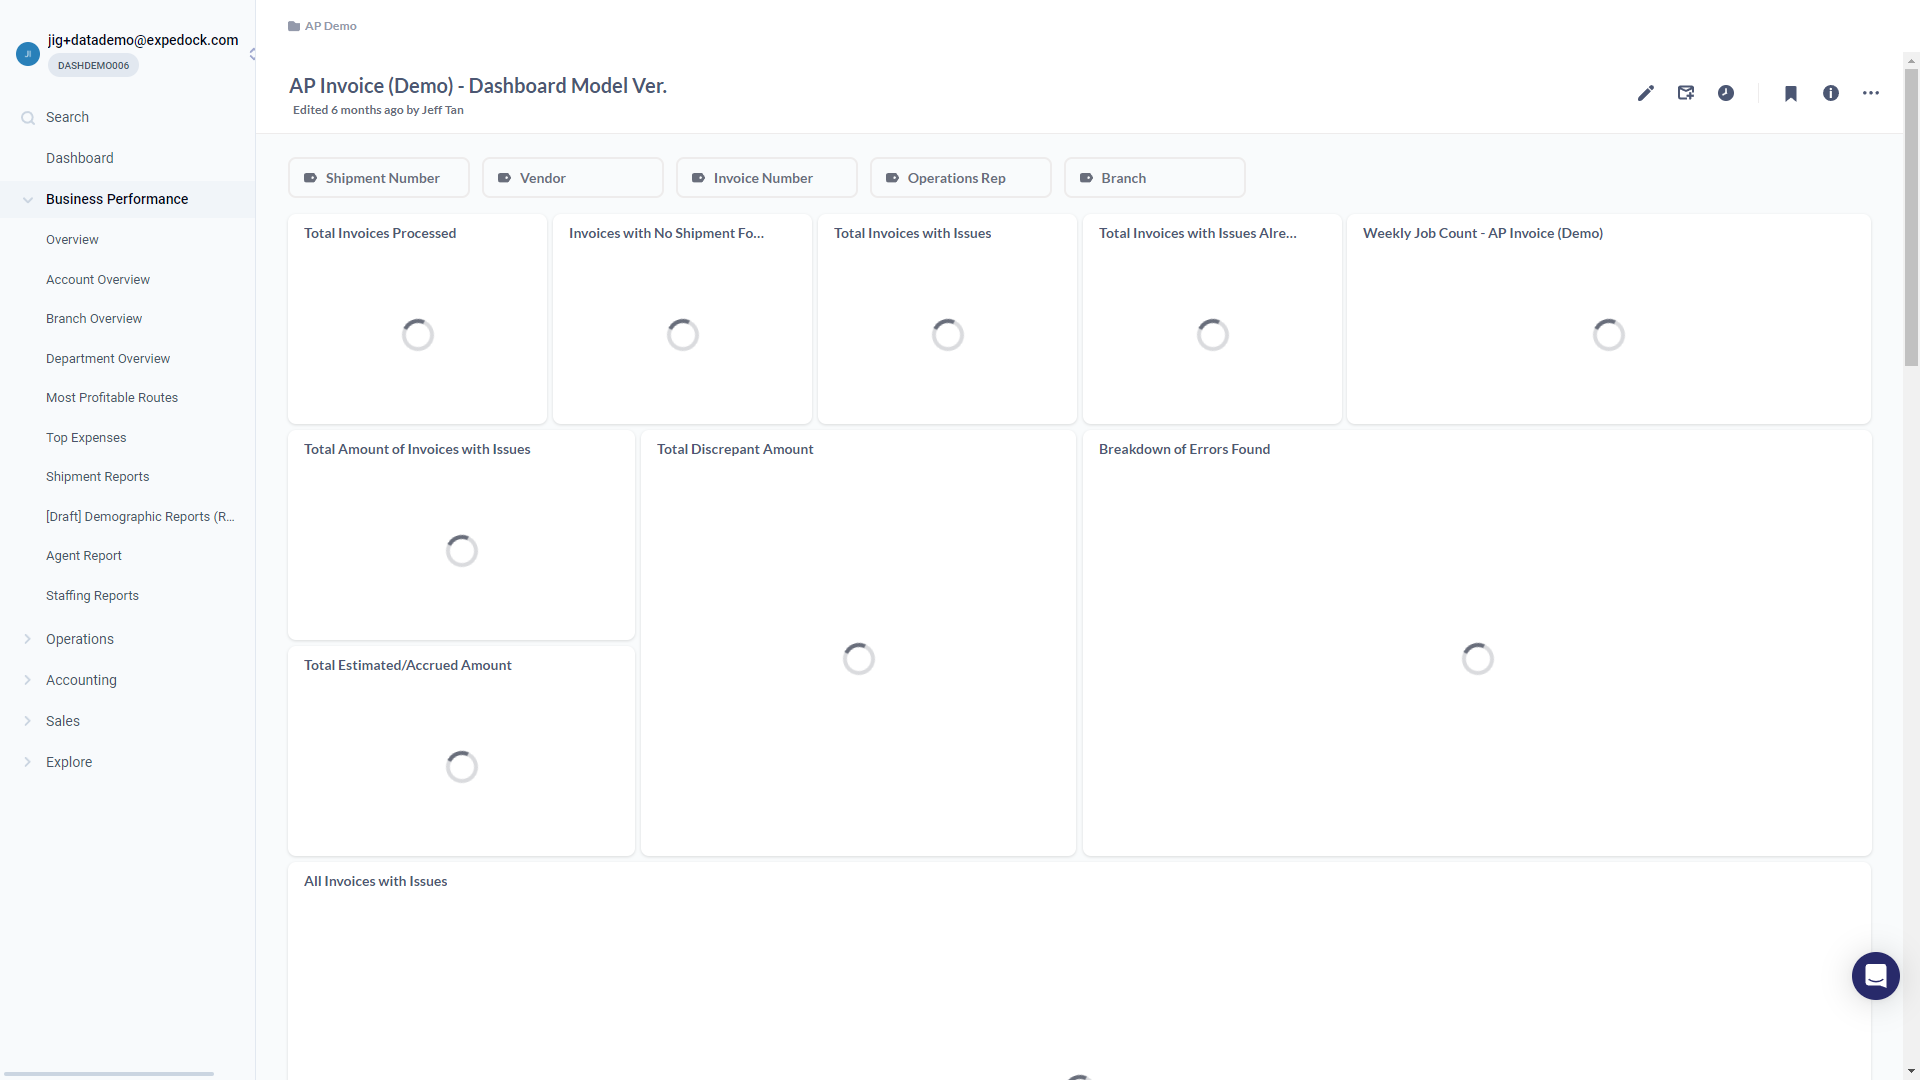 jig+datademo@expedock.com
JI
DASHDEMO006
Search
Dashboard
Business Performance
Overview
Account Overview
Branch Overview
Department Overview
Most Profitable Routes
Top Expenses
Shipment Reports
[Draft] Demographic Reports (R...
Agent Report
Staffing Reports
Operations
Accounting
Sales
Explore
AP Demo
AP Invoice (Demo) - Dashboard Model Ver.
Edited 6 months ago by Jeff Tan
Shipment Number
Vendor
Invoice Number
Operations Rep
Branch
Total Invoices Processed
Invoices with No Shipment Fo...
Total Invoices with Issues
Total Invoices with Issues Alre...
Weekly Job Count - AP Invoice (Demo)
Total Amount of Invoices with Issues
Total Discrepant Amount
Breakdown of Errors Found
Total Estimated/Accrued Amount
All Invoices with Issues